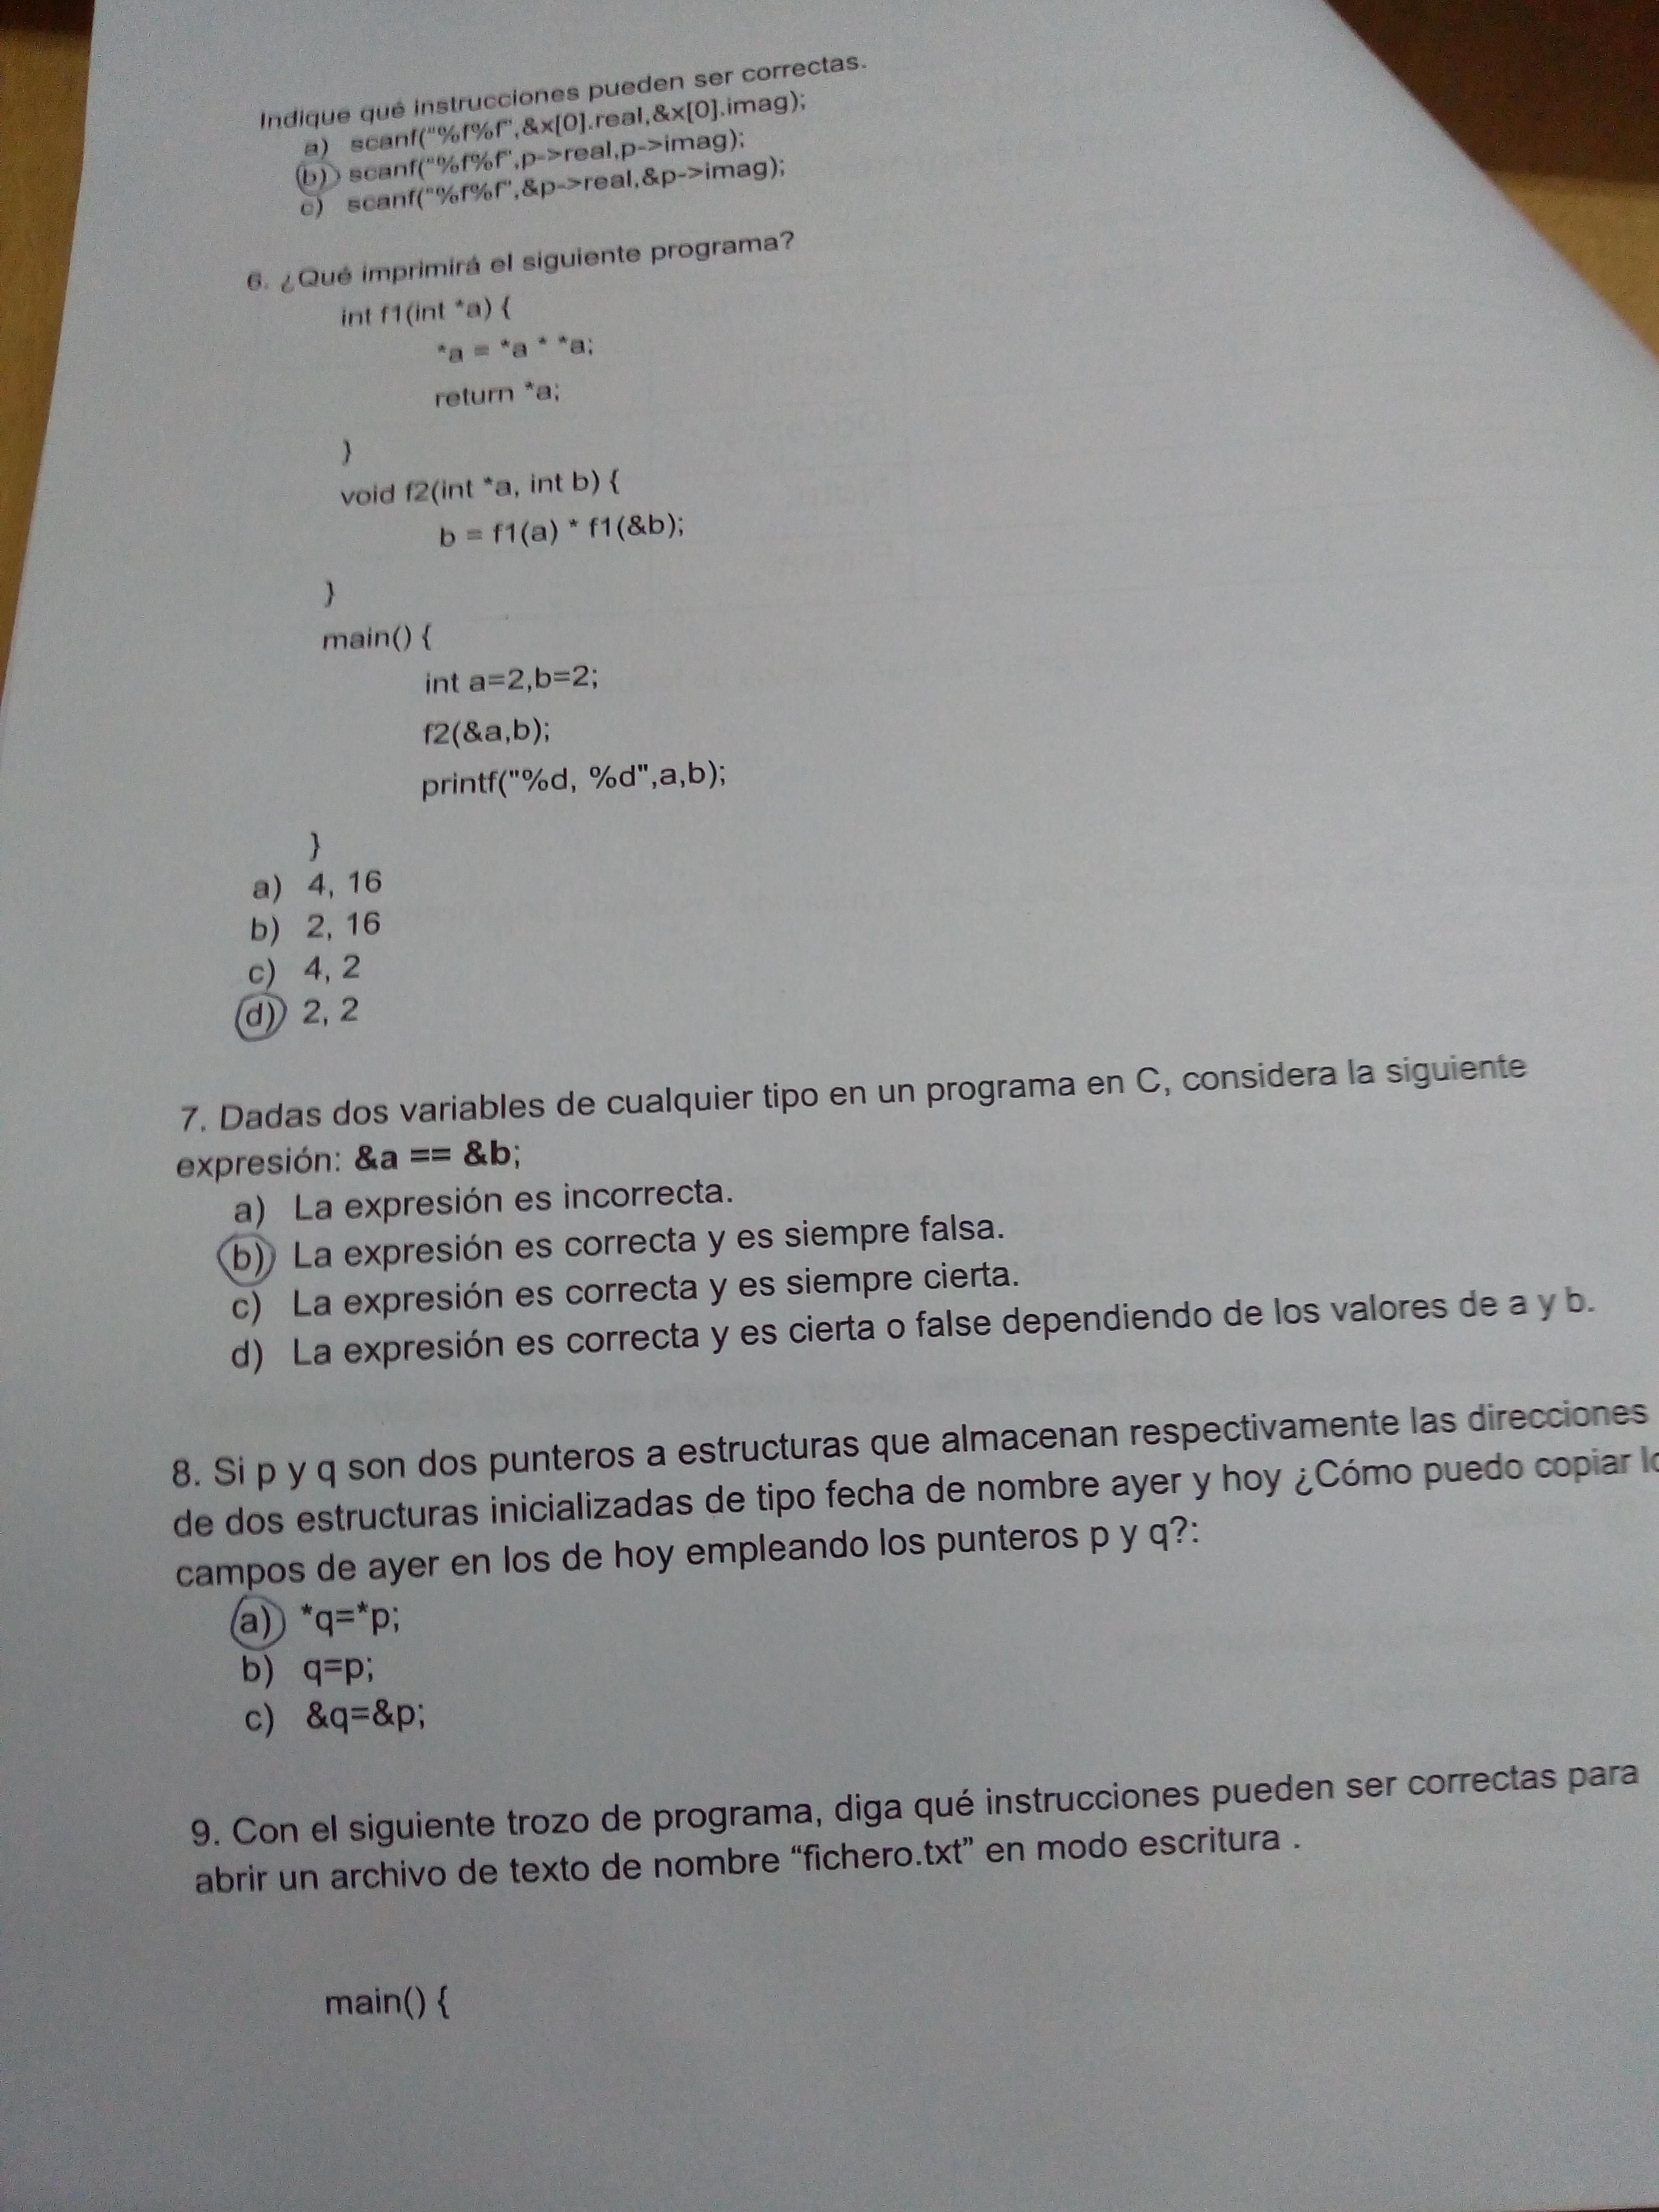 Indique qué instrucciones pueden ser correctas.
a) scanf("%f%f",&x[0].real,&x[0].imag);
b) scanf("%f%f",p->real,p->imag);
c) scanf("%f%f",&p->real,&p->imag);
6. ¿Qué imprimirá el siguiente programa?
int f1(int *a) {
*a = *a * *a;
return *a;
}
void f2(int *a, int b) {
b = f1(a) * f1(&b);
}
main() {
int a=2,b=2;
f2(&a,b);
printf("%d, %d",a,b);
}
a) 4, 16
b) 2, 16
c) 4, 2
d) 2, 2
7. Dadas dos variables de cualquier tipo en un programa en C, considera la siguiente
expresión: &a == &b;
a) La expresión es incorrecta.
b) La expresión es correcta y es siempre falsa.
c) La expresión es correcta y es siempre cierta.
d) La expresión es correcta y es cierta o false dependiendo de los valores de a y b.
8. Si p y q son dos punteros a estructuras que almacenan respectivamente las direcciones
de dos estructuras inicializadas de tipo fecha de nombre ayer y hoy ¿Cómo puedo copiar
campos de ayer en los de hoy empleando los punteros p y q?:
a) *q=*p;
b) q=p;
c) &q=&p;
9. Con el siguiente trozo de programa, diga qué instrucciones pueden ser correctas para
abrir un archivo de texto de nombre “fichero.txt” en modo escritura .
main() {